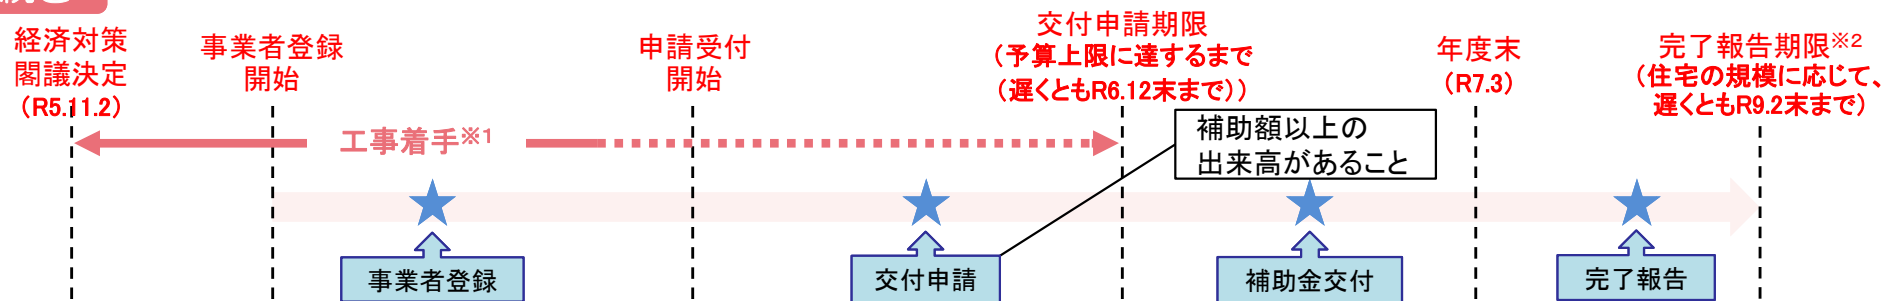 経済対策
閣議決定
（R5.11.2）
事業者登録
開始
申請受付
開始
交付申請期限
（予算上限に達するまで
（遅くともR6.12末まで））
年度末
（R7.3）
完了報告期限※2
（住宅の規模に応じて、
遅くともR9.2末まで）
工事着手※1
補助額以上の
出来高があること
事業者登録
交付申請
補助金交付
完了報告